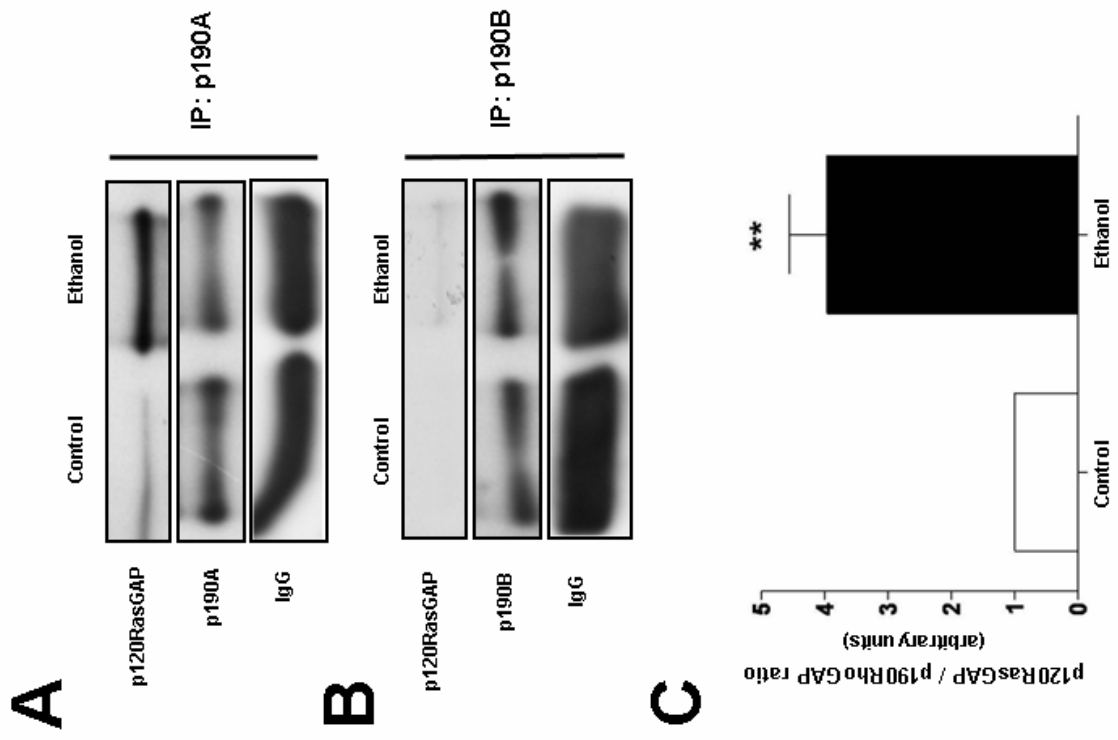 A
Control Ethanol
p120RasGAP
p190A
IgG
IP: p190A
B
Control Ethanol
p120RasGAP
p190B
IgG
IP: p190B
C
p120RasGAP / p190RhoGAP ratio
(arbitrary units)
5
4
3
2
1
0
**
Control Ethanol